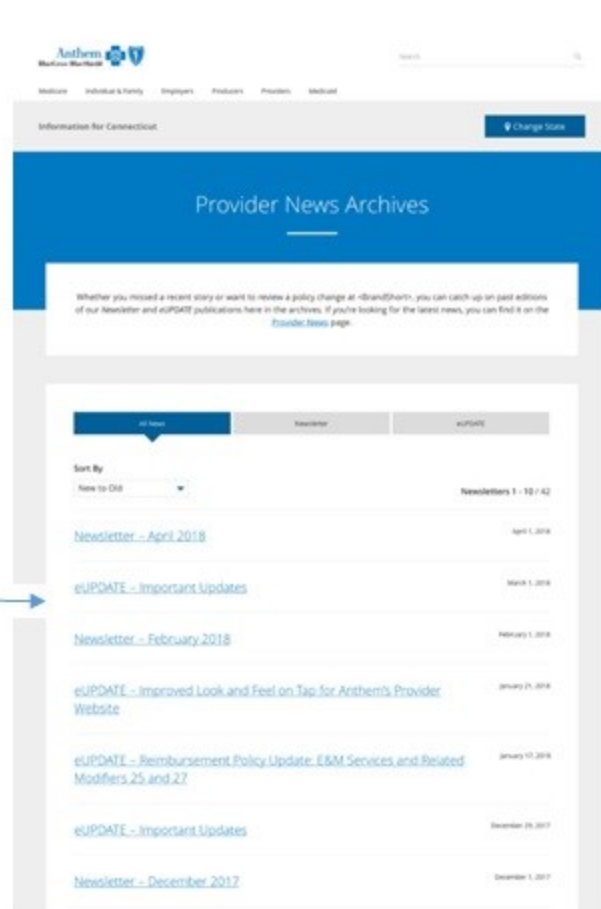 Anthem
BlueCross BlueShield
Search
Medicare Individual & Family Employers Producers Providers Medicaid
Information for Connecticut
Change State
Provider News Archives
Whether you missed a recent story or want to review a policy change at <BrandShort>, you can catch up on past editions
of our Newsletter and eUPDATE publications here in the archives. If you're looking for the latest news, you can find it on the
Provider News page.
All News Newsletter eUPDATE
Sort By
New to Old
Newsletters 1 - 10 / 42
Newsletter – April 2018
April 1, 2018
eUPDATE – Important Updates
March 1, 2018
Newsletter – February 2018
February 1, 2018
eUPDATE – Improved Look and Feel on Tap for Anthem's Provider
Website
January 21, 2018
eUPDATE – Reimbursement Policy Update: E&M Services and Related
Modifiers 25 and 27
January 17, 2018
eUPDATE – Important Updates
December 29, 2017
Newsletter – December 2017
December 1, 2017